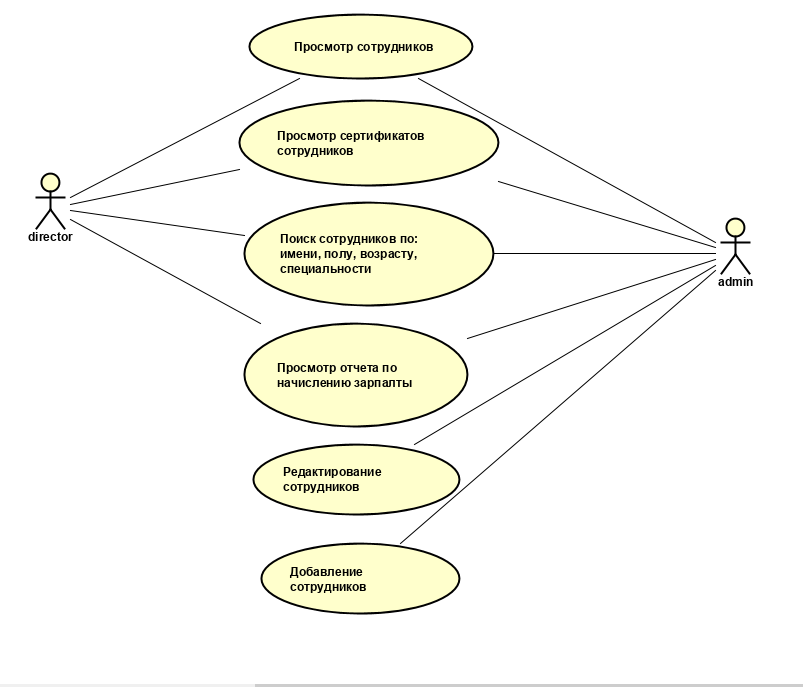 Просмотр сотрудников
Просмотр сертификатов
сотрудников
director
Поиск сотрудников по:
имени, полу, возрасту,
специальности
admin
Просмотр отчета по
начислению зарпалты
Редактирование
сотрудников
Добавление
сотрудников